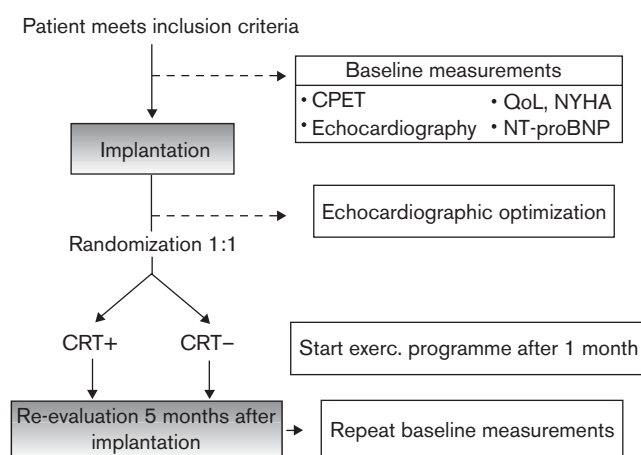 Patient meets inclusion criteria
Baseline measurements
• CPET • QoL, NYHA
• Echocardiography • NT-proBNP
Implantation
Echocardiographic optimization
Randomization 1:1
CRT+ CRT–
Start exerc. programme after 1 month
Re-evaluation 5 months after
implantation
Repeat baseline measurements